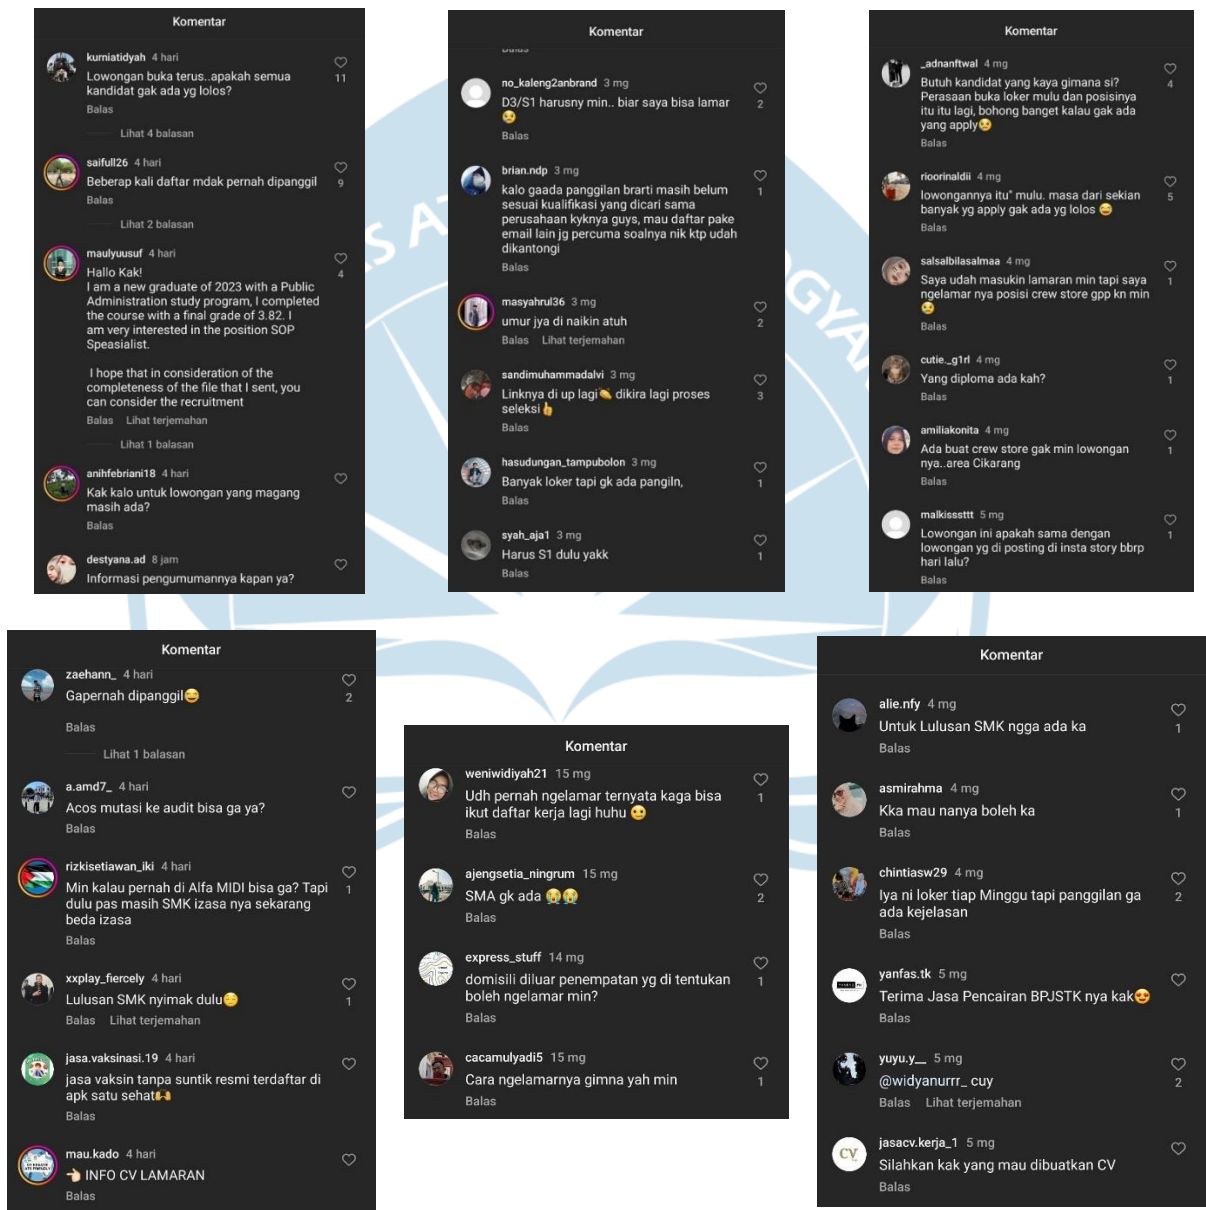 Komentar
kurniatidyah 4 hari
Lowongan buka terus..apakah semua
kandidat gak ada yg lolos?
11
Balas
Lihat 4 balasan
saifull26 4 hari
Beberap kali daftar mdak pernah dipanggil
9
Balas
Lihat 2 balasan
maulyuusuf 4 hari
4
Hallo Kak!
I am a new graduate of 2023 with a Public
Administration study program, I completed
the course with a final grade of 3.82. I
am very interested in the position SOP
Speasialist.
I hope that in consideration of the
completeness of the file that I sent, you
can consider the recruitment
Balas Lihat terjemahan
Lihat 1 balasan
anihfebriani18 4 hari
Kak kalo untuk lowongan yang magang
masih ada?
Balas
destyana.ad 8 jam
Informasi pengumumannya kapan ya?
Komentar
Balas
no_kaleng2anbrand 3 mg
D3/S1 harusny min.. biar saya bisa lamar
😢
2
Balas
brian.ndp 3 mg
kalo gaada panggilan brarti masih belum
sesuai kualifikasi yang dicari sama
perusahaan kyknya guys, mau daftar pake
email lain jg percuma soalnya nik ktp udah
dikantongi
1
Balas
masyahrul36 3 mg
umur jya di naikin atuh
2
Balas Lihat terjemahan
sandimuhammadalvi 3 mg
Linknya di up lagi👏 dikira lagi proses
seleksi👍
3
Balas
hasudungan_tampubolon 3 mg
Banyak loker tapi gk ada pangiln,
1
Balas
syah_aja1 3 mg
Harus S1 dulu yakk
1
Balas
Komentar
_adnanftwal 4 mg
Butuh kandidat yang kaya gimana si?
Perasaan buka loker mulu dan posisinya
itu itu lagi, bohong banget kalau gak ada
yang apply😢
4
Balas
rioorinaldii 4 mg
lowongannya itu" mulu. masa dari sekian
banyak yg apply gak ada yg lolos 😅
5
Balas
salsalbilasalmaa 4 mg
Saya udah masukin lamaran min tapi saya
ngelamar nya posisi crew store gpp kn min
😢
1
Balas
cutie._g1rl 4 mg
Yang diploma ada kah?
1
Balas
amiliakonita 4 mg
Ada buat crew store gak min lowongan
nya..area Cikarang
1
Balas
malkisssttt 5 mg
Lowongan ini apakah sama dengan
lowongan yg di posting di insta story bbrp
hari lalu?
1
Balas
Komentar
zaehann_ 4 hari
Gapernah dipanggil😂
2
Balas
Lihat 1 balasan
a.amd7_ 4 hari
Acos mutasi ke audit bisa ga ya?
Balas
rizkisetiawan_iki 4 hari
Min kalau pernah di Alfa MIDI bisa ga? Tapi
dulu pas masih SMK izasa nya sekarang
beda izasa
1
Balas
xxplay_fiercely 4 hari
Lulusan SMK nyimak dulu😌
1
Balas Lihat terjemahan
jasa.vaksinasi.19 4 hari
jasa vaksin tanpa suntik resmi terdaftar di
apk satu sehat🙌
Balas
mau.kado 4 hari
👈 INFO CV LAMARAN
Balas
Komentar
weniwidiyah21 15 mg
Udh pernah ngelamar ternyata kaga bisa
ikut daftar kerja lagi huhu 🙂
1
Balas
ajengsetia_ningrum 15 mg
SMA gk ada 😭😭
2
Balas
express_stuff 14 mg
domisili diluar penempatan yg di tentukan
boleh ngelamar min?
1
Balas
cacamulyadi5 15 mg
Cara ngelamarnya gimna yah min
1
Balas
Komentar
alie.nfy 4 mg
Untuk Lulusan SMK ngga ada ka
1
Balas
asmirahma 4 mg
Kka mau nanya boleh ka
1
Balas
chintiasw29 4 mg
Iya ni loker tiap Minggu tapi panggilan ga
ada kejelasan
2
Balas
yanfas.tk 5 mg
Terima Jasa Pencairan BPJSTK nya kak😍
Balas
yuyu.y__ 5 mg
@widyanurrr_ cuy
2
Balas Lihat terjemahan
jasacv.kerja_1 5 mg
CV
Silahkan kak yang mau dibuatkan CV
Balas